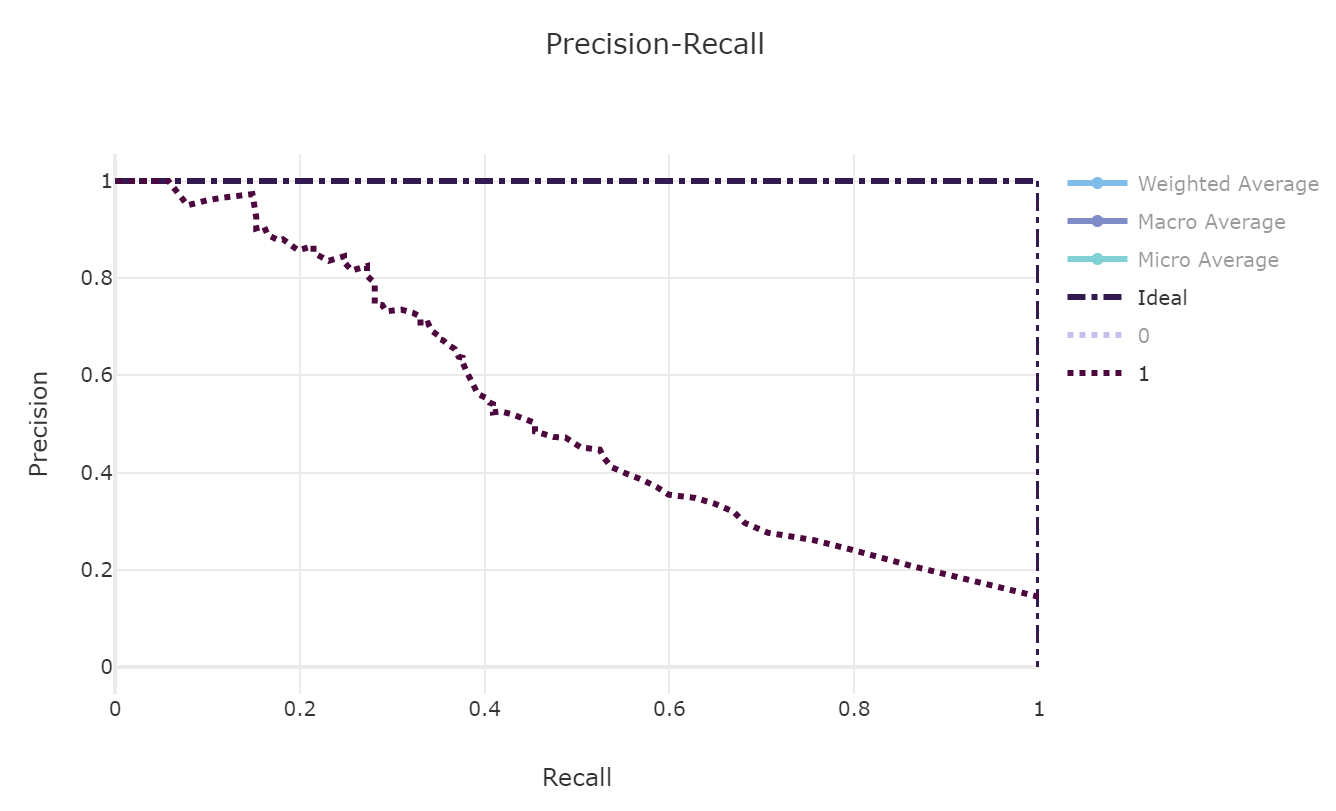 Precision-Recall
Weighted Average
Macro Average
Micro Average
Ideal
0
1
Precision
1
0.8
0.6
0.4
0.2
0
0 0.2 0.4 0.6 0.8 1
Recall